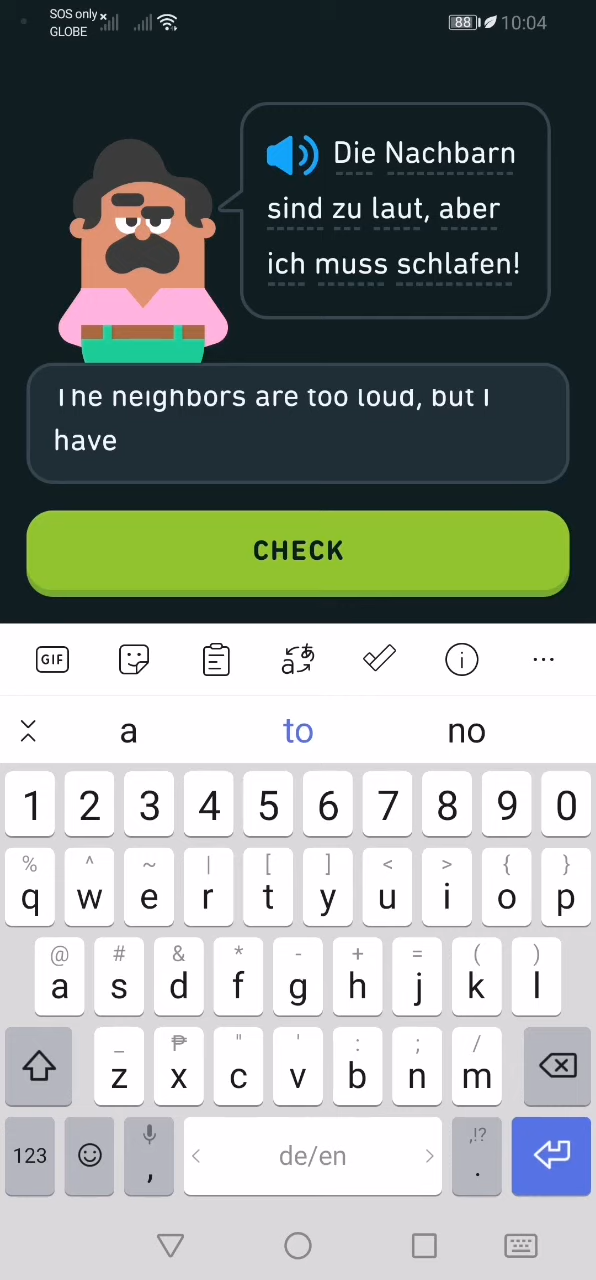 SOS only
GLOBE
88
10:04
Die Nachbarn
sind zu laut, aber
ich muss schlafen!
The neighbors are too loud, but I
have
CHECK
GIF
a
to
no
1 2 3 4 5 6 7 8 9 0
% ^ ~ | [ ] < > { }
q w e r t y u i o p
@ # & * - + = ( )
a s d f g h j k l
_ ₱ " ' : ; /
z x c v b n m
,!?
123 , de/en .